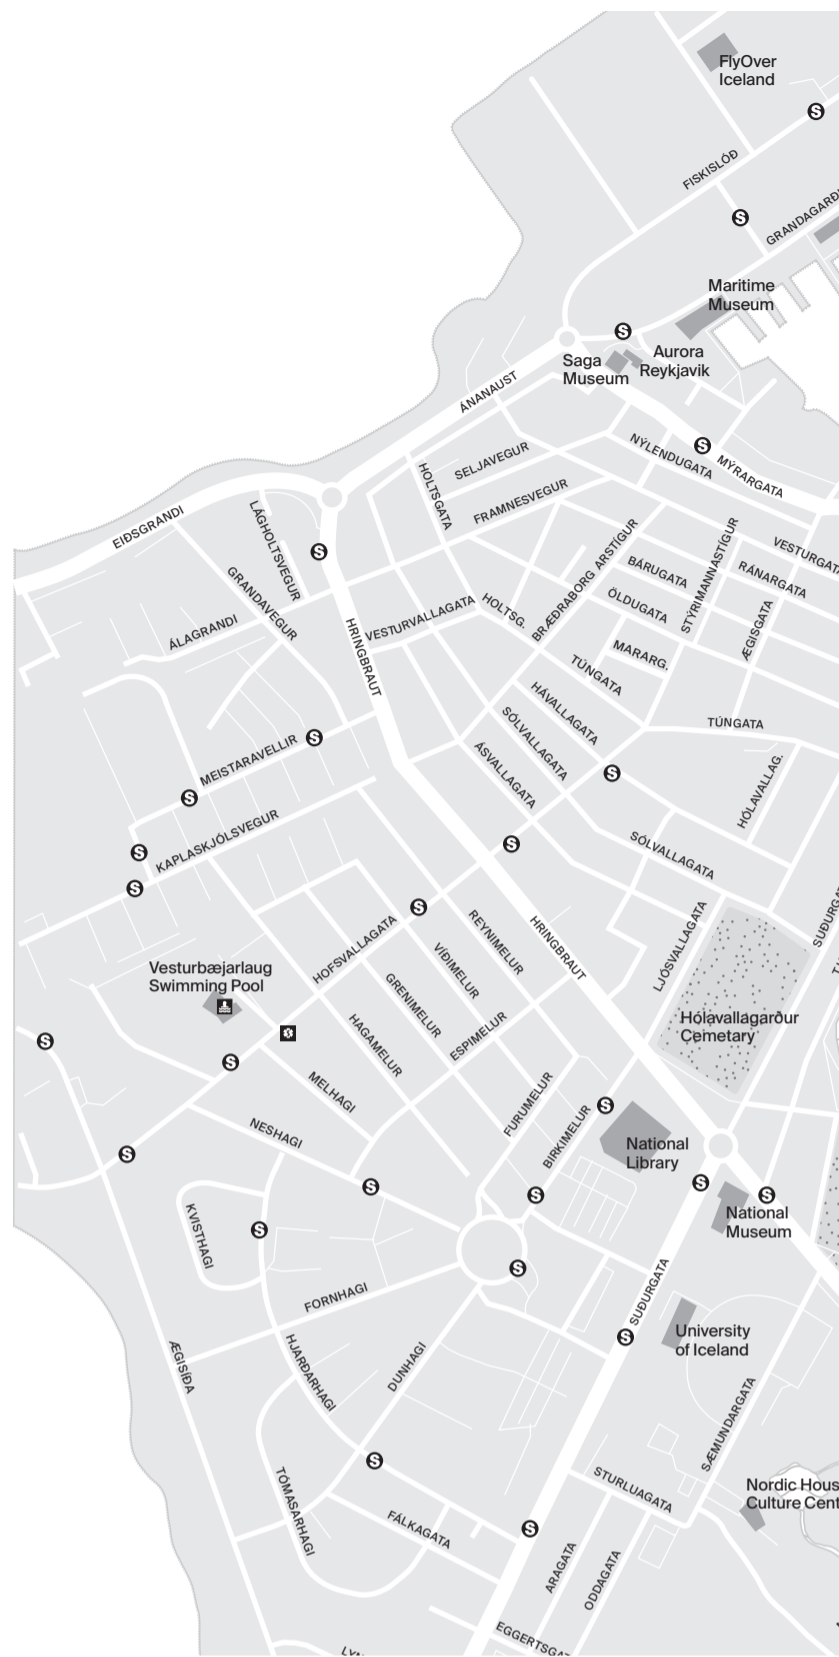 FlyOver
Iceland
S
FISKISLÓÐ
S
Maritime
Museum
S
Saga
Museum
Aurora
Reykjavik
ÁNANAUST
S
SELJAVEGUR
NÝLENDUGATA
MÝRARGATA
HOLTSGATA
FRAMNESVEGUR
EIÐSGRANDI
LÁGHOLTSVEGUR
S
BRÆÐRABORG ARSTÍGUR
STÝRIMANNASTÍGUR
BÁRUGATA
RÁNARGATA
GRANDAVEGUR
ÖLDUGATA
ÆGISGATA
VESTURVALLAGATA
HOLTSG.
ÁLAGRANDI
HRINGBRAUT
MARARG.
TÚNGATA
HÁVALLAGATA
TÚNGATA
SÓLVALLAGATA
S
MEISTARAVELLIR
S
ÁSVALLAGATA
S
HÓLAVALLAG.
S
KAPLASKJÓLSVEGUR
S
SÓLVALLAGATA
S
S
LJÓSVALLAGATA
HOFSVALLAGATA
REYNIMELUR
HRINGBRAUT
VÍÐIMELUR
Vesturbæjarlaug
Swimming Pool
GRENIMELUR
Hólavallagarður
Cemetary
S
HAGAMELUR
ESPIMELUR
S
MELHAGI
FURUMELUR
S
NESHAGI
BIRKIMELUR
National
Library
S
S
S
S
S
National
Museum
KVISTHAGI
S
S
FORNHAGI
SUÐURGATA
S
University
of Iceland
ÆGISÍÐA
HJARÐARHAGI
DUNHAGI
SÆMUNDARGATA
S
TÓMASARHAGI
STURLUAGATA
Nordic Hous
Culture Cent
FÁLKAGATA
S
ARAGATA
ODDAGATA